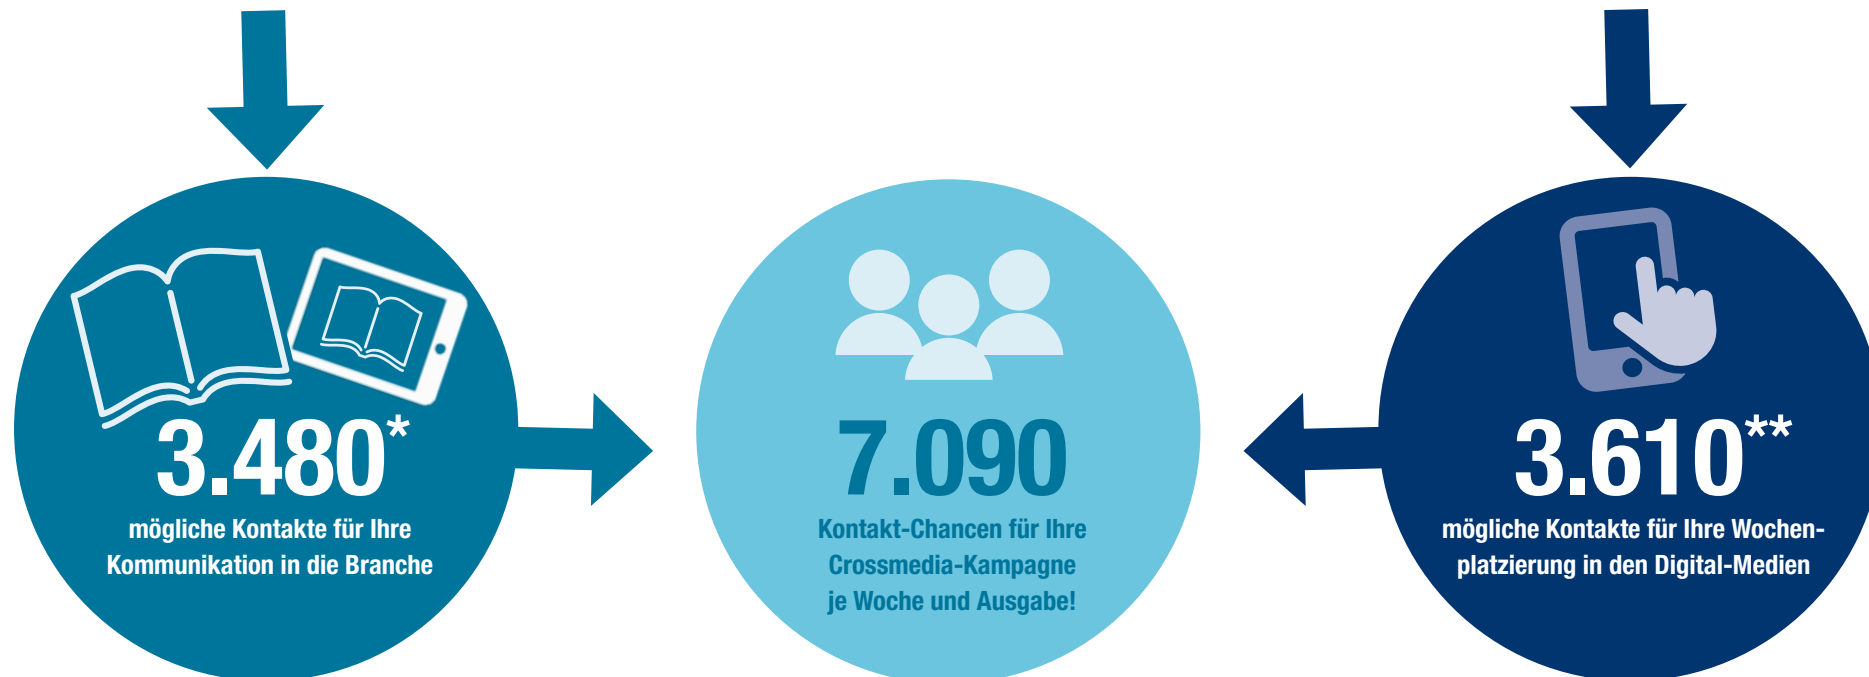 3.480*
mögliche Kontakte für Ihre
Kommunikation in die Branche
7.090
Kontakt-Chancen für Ihre
Crossmedia-Kampagne
je Woche und Ausgabe!
3.610**
mögliche Kontakte für Ihre Wochen-
platzierung in den Digital-Medien